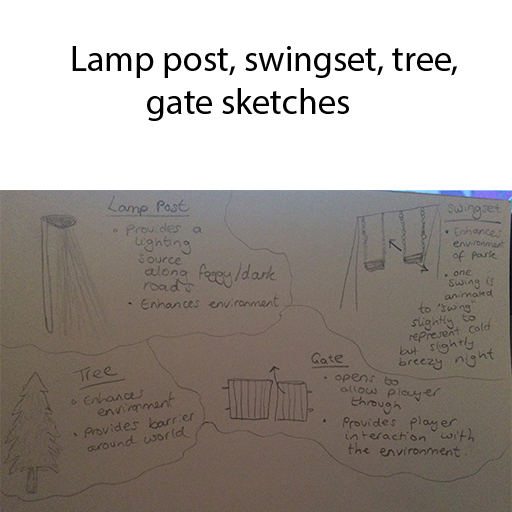 Lamp post, swingset, tree,
gate sketches
Lamp Post
Provides a
lighting
source
along foggy/dark
roads
Enhances environment
Swingset
Enhances
environment
of park
one
swing is
animated
to "swing"
slightly to
represent cold
but slightly
breezy night
Tree
Enhances
environment
Provides barrier
around world
Gate
opens to
allow player
through
Provides player
interaction with
the environment.